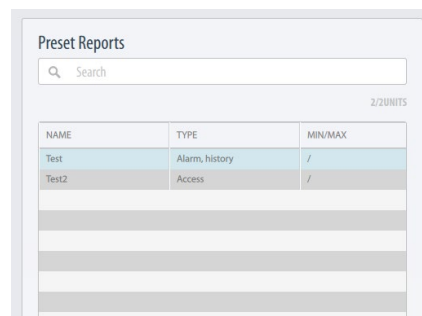 Preset Reports
Search
2/2UNITS
NAME TYPE MIN/MAX
Test Alarm, history /
Test2 Access /